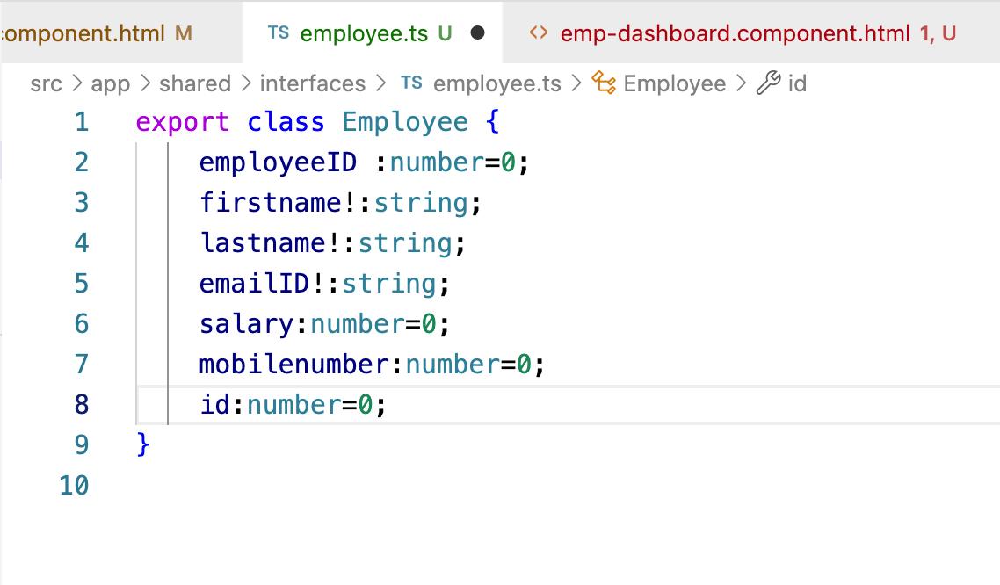 component.html M TS employee.ts U ● <> emp-dashboard.component.html 1, U
src > app > shared > interfaces > TS employee.ts > Employee > id
1 export class Employee {
2 employeeID :number=0;
3 firstname!:string;
4 lastname!:string;
5 emailID!:string;
6 salary:number=0;
7 mobilenumber:number=0;
8 id:number=0;
9 }
10